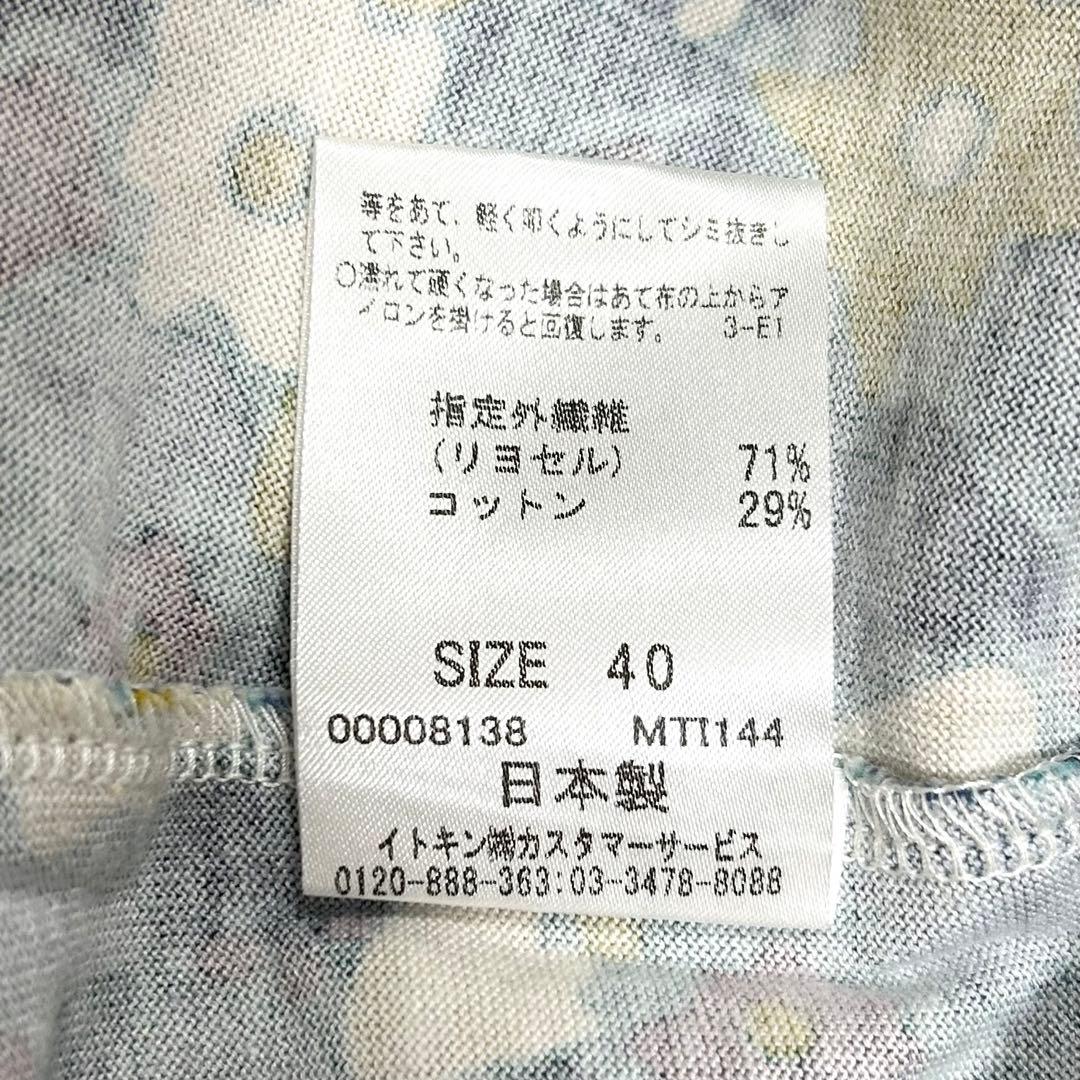 等をあて、軽く叩くようにしてシミ抜きし
て下さい。
○濡れて硬くなった場合はあて布の上からア
イロンを掛けると回復します。 3-E1
指定外繊維
(リヨセル) 71%
コットン 29%
SIZE 40
00008138 MTI144
日本製
イトキン㈱カスタマーサービス
0120-888-363:03-3478-8088